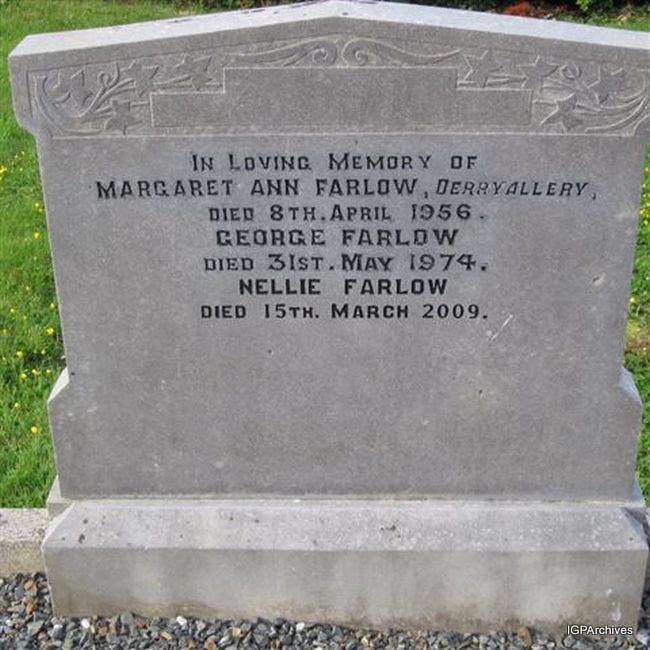 In Loving Memory of
MARGARET ANN FARLOW, DERRYALLERY,
DIED 8TH. APRIL 1956.
GEORGE FARLOW
DIED 31ST. MAY 1974.
NELLIE FARLOW
DIED 15TH. MARCH 2009.
IGPArchives